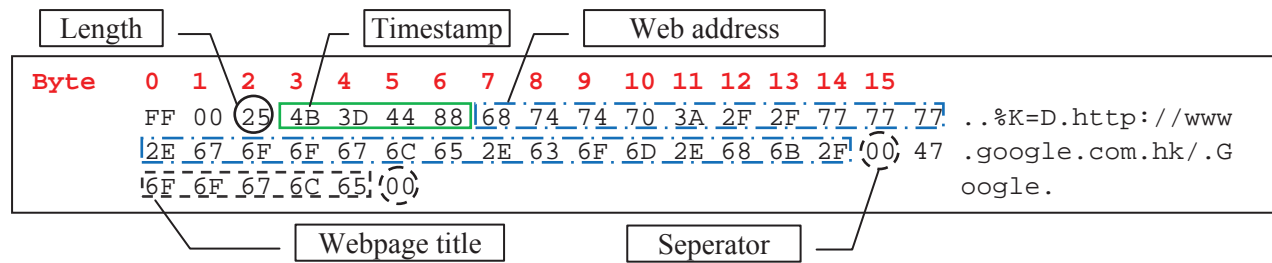 Length Timestamp Web address
Byte 0 1 2 3 4 5 6 7 8 9 10 11 12 13 14 15
FF 00 25 4B 3D 44 88 68 74 74 70 3A 2F 2F 77 77 77 ..%K=D.http://www
2E 67 6F 6F 67 6C 65 2E 63 6F 6D 2E 68 6B 2F 00 47 .google.com.hk/.G
6F 6F 67 6C 65 00 oogle.
Webpage title Seperator